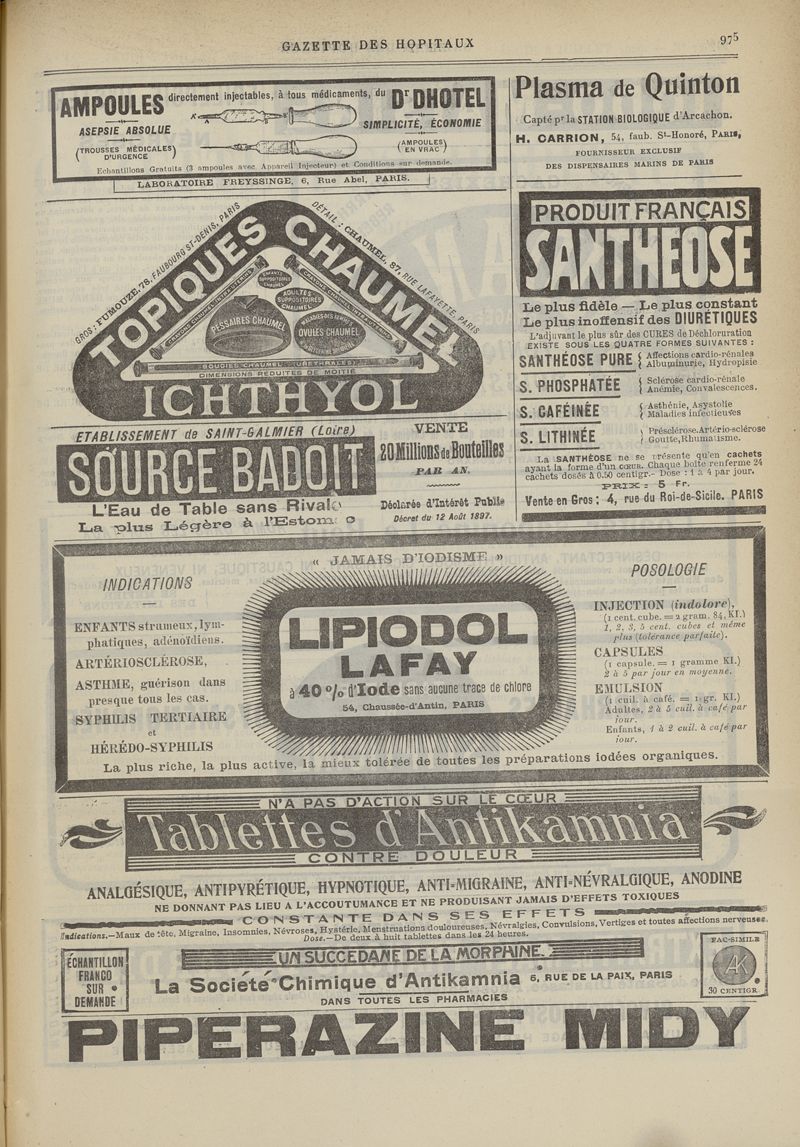 GAZETTE DES HOPITAUX
975
AMPOULES directement injectables, à tous médicaments, du Dr DHOTEL
ASEPSIE ABSOLUE
SIMPLICITÉ, ÉCONOMIE
(TROUSSES MÉDICALES D'URGENCE)
(AMPOULES EN VRAC)
Echantillons Gratuits (3 ampoules avec Appareil Injecteur) et Conditions sur demande.
LABORATOIRE FREYSSINGE, 6, Rue Abel, PARIS.
Plasma de Quinton
Capté pr la STATION BIOLOGIQUE d'Arcachon.
H. CARRION, 54, faub. St-Honoré, PARIS,
FOURNISSEUR EXCLUSIF
DES DISPENSAIRES MARINS DE PARIS
GROS: FUMOUZE, 78, FAUBOURG ST-DENIS, PARIS
DÉTAIL: CHAUMEL, 87, RUE LAFAYETTE, PARIS
TOPIQUES CHAUMEL
ENFANTS
SUPPOSITOIRES
CHAUMEL
ADULTES
SUPPOSITOIRES
CHAUMEL
PESSAIRES CHAUMEL
MALADIES DES FEMMES
OVULES CHAUMEL
BOUGIES CHAUMEL
DIMENSIONS RÉDUITES DE MOITIÉ
ICHTHYOL
PRODUIT FRANÇAIS
SANTHEOSE
Le plus fidèle — Le plus constant
Le plus inoffensif des DIURÉTIQUES
L'adjuvant le plus sûr des CURES de Déchloruration
EXISTE SOUS LES QUATRE FORMES SUIVANTES :
SANTHÉOSE PURE { Affections cardio-rénales
Albuminurie, Hydropisie
S. PHOSPHATÉE { Sclérose cardio-rénale
Anémie, Convalescences.
S. CAFÉINÉE { Asthénie, Asystolie
Maladies infectieuses
S. LITHINÉE { Présclérose. Artério-sclérose
Goutte, Rhumatisme.
La SANTHÉOSE ne se présente qu'en cachets
ayant la forme d'un cœur. Chaque boîte renferme 24
cachets dosés à 0.50 centigr. - Dose : 1 à 4 par jour.
PRIX : 5 Fr.
Vente en Gros : 4, rue du Roi-de-Sicile. PARIS
ETABLISSEMENT de SAINT-GALMIER (Loire)
SOURCE BADOIT
L'Eau de Table sans Rival
La plus Légère à l'Estom
VENTE
20 Millions de Bouteilles
PAR AN.
Déclarée d'Intérêt Public
Décret du 12 Août 1897.
« JAMAIS D'IODISME »
INDICATIONS
ENFANTS strumeux, lym-
phatiques, adénoïdiens.
ARTÉRIOSCLÉROSE,
ASTHME, guérison dans
presque tous les cas.
SYPHILIS TERTIAIRE
et
HÉRÉDO-SYPHILIS
LIPIODOL
LAFAY
à 40 % d'Iode sans aucune trace de chlore
54, Chaussée-d'Antin, PARIS
POSOLOGIE
INJECTION (indolore),
(1 cent. cube. = 2 gram. 84, KI.)
1, 2, 3, 5 cent. cubes et même
plus (tolérance parfaite).
CAPSULES
(1 capsule. = 1 gramme KI.)
2 à 5 par jour en moyenne.
EMULSION
(1 cuil. à café. = 1 gr. KI.)
Adultes, 2 à 5 cuil. à café par
jour.
Enfants, 1 à 2 cuil. à café par
jour.
La plus riche, la plus active, la mieux tolérée de toutes les préparations iodées organiques.
N'A PAS D'ACTION SUR LE CŒUR
Tablettes d'Antikamnia
CONTRE DOULEUR
ANALGÉSIQUE, ANTIPYRÉTIQUE, HYPNOTIQUE, ANTI-MIGRAINE, ANTI-NÉVRALGIQUE, ANODINE
NE DONNANT PAS LIEU A L'ACCOUTUMANCE ET NE PRODUISANT JAMAIS D'EFFETS TOXIQUES
CONSTANTE DANS SES EFFETS
Indications.—Maux de tête, Migraine, Insomnies, Névroses, Hystérie, Menstruations douloureuses, Névralgies, Convulsions, Vertiges et toutes affections nerveuses.
Dose.—De deux à huit tablettes dans les 24 heures.
ÉCHANTILLON
FRANCO
SUR
DEMANDE
UN SUCCÉDANÉ DE LA MORPHINE.
La Société Chimique d'Antikamnia 5, RUE DE LA PAIX, PARIS
DANS TOUTES LES PHARMACIES
FAC-SIMILE
AK
30 CENTIGR.
PIPERAZINE MIDY